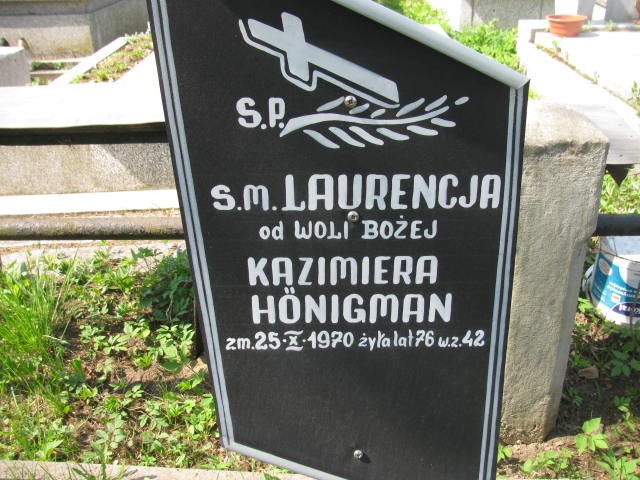 S.P.
S.M. LAURENCJA
od WOLI BOŻEJ
KAZIMIERA
HÖNIGMAN
zm. 25·X·1970 żyła lat 76 w.z. 42